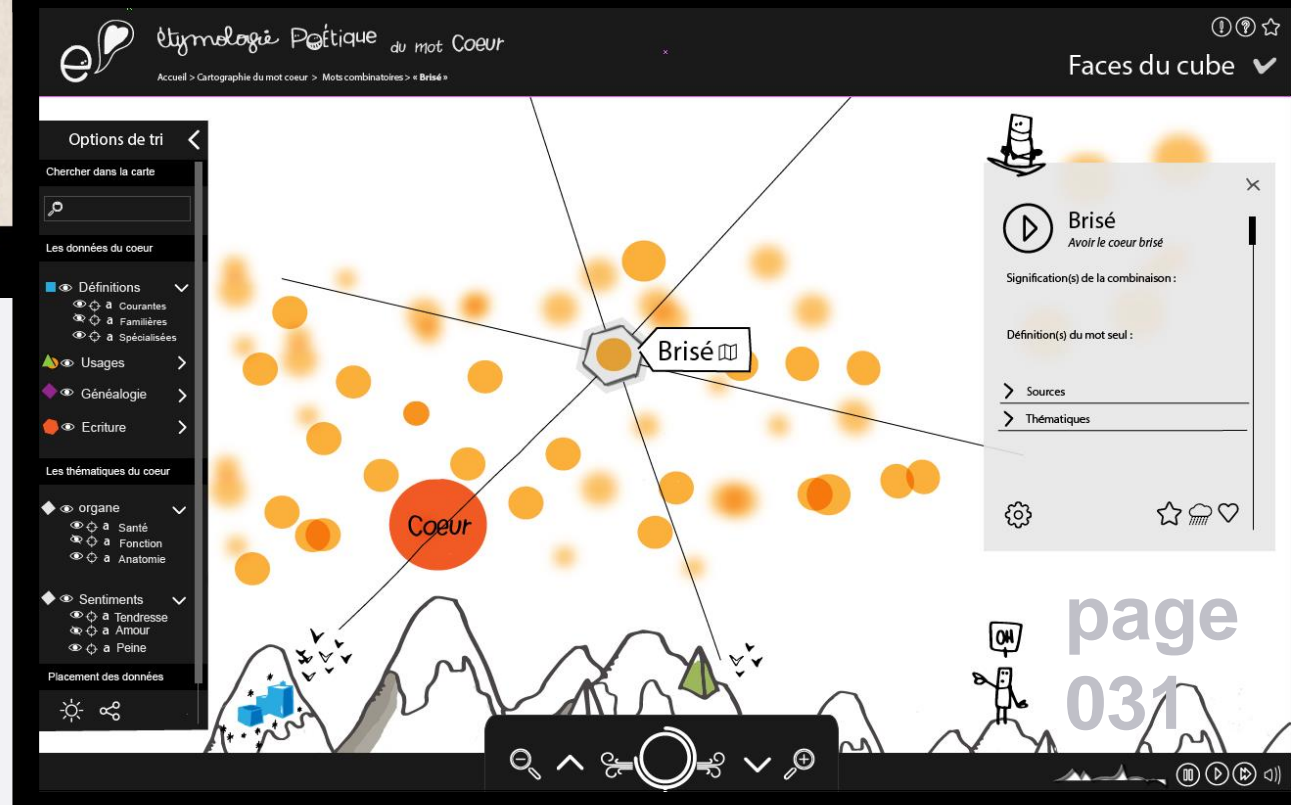 e
étymologie Poétique du mot Coeur
Accueil > Cartographie du mot coeur > Mots combinatoires > « Brisé »
Faces du cube
Options de tri
Chercher dans la carte
Les données du coeur
Définitions
a Courantes
a Familières
a Spécialisées
Usages
Généalogie
Ecriture
Les thématiques du coeur
organe
a Santé
a Fonction
a Anatomie
Sentiments
a Tendresse
a Amour
a Peine
Placement des données
Brisé
Coeur
Brisé
Avoir le coeur brisé
Signification(s) de la combinaison :
Définition(s) du mot seul :
Sources
Thématiques
OH
page
031